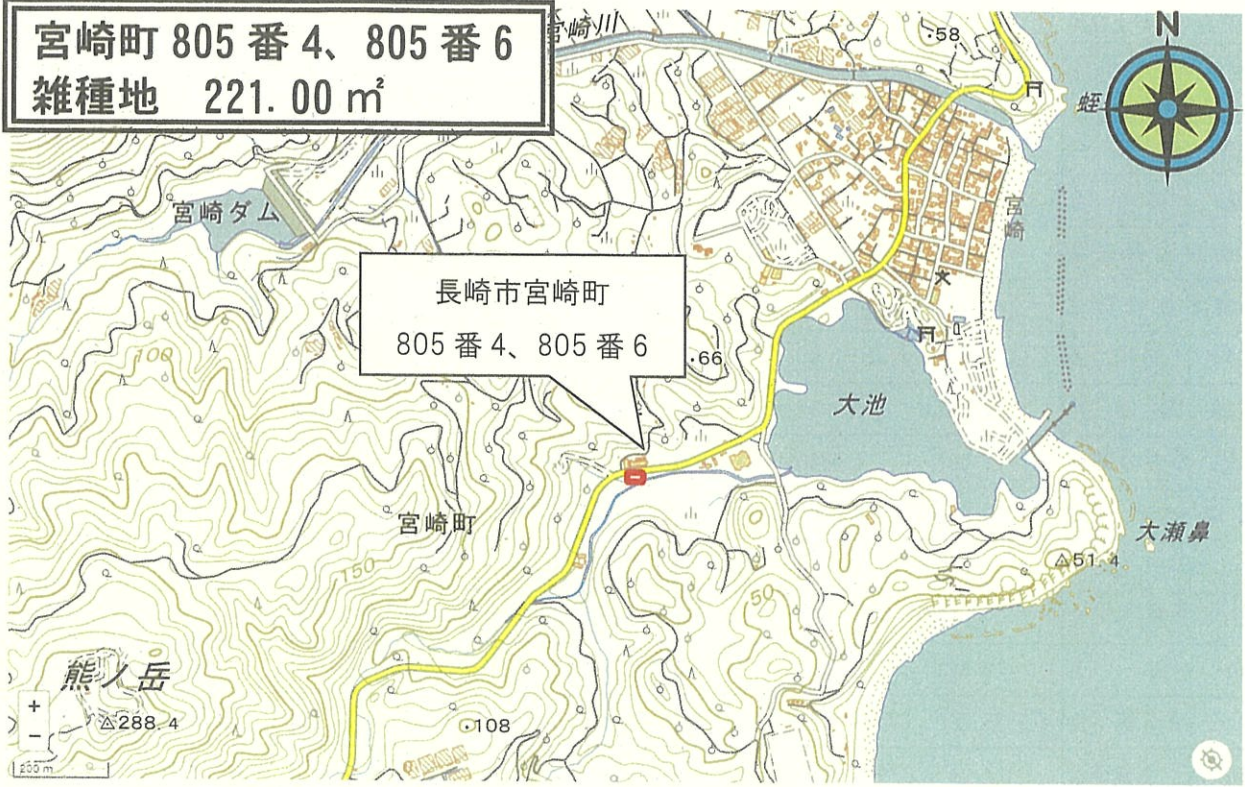 宮崎町 805 番 4、805 番 6
雑種地 221.00 ㎡
宮崎川
・58
N
蛭
宮崎ダム
宮崎
長崎市宮崎町
805 番 4、805 番 6
・66
100
大池
宮崎町
大瀬鼻
150
50
△51.4
熊ノ岳
△288.4
・108
+
−
200 m